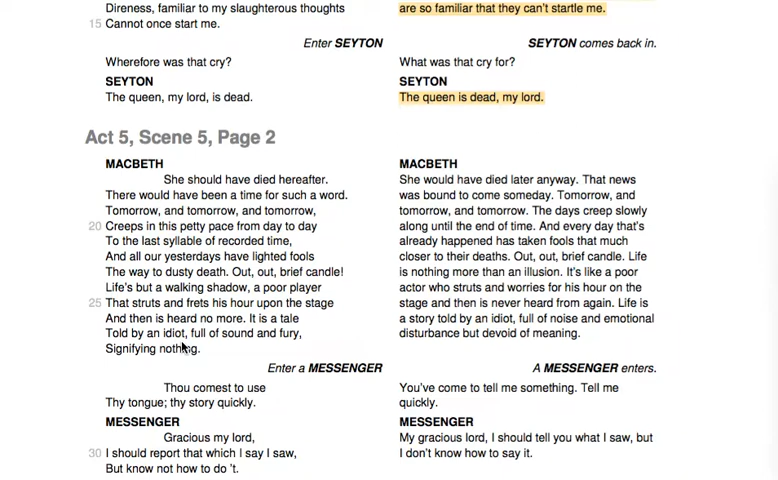 Direness, familiar to my slaughterous thoughts
15 Cannot once start me.
Enter SEYTON
Wherefore was that cry?
SEYTON
The queen, my lord, is dead.
are so familiar that they can't startle me.
SEYTON comes back in.
What was that cry for?
SEYTON
The queen is dead, my lord.
Act 5, Scene 5, Page 2
MACBETH
She should have died hereafter.
There would have been a time for such a word.
Tomorrow, and tomorrow, and tomorrow,
20 Creeps in this petty pace from day to day
To the last syllable of recorded time,
And all our yesterdays have lighted fools
The way to dusty death. Out, out, brief candle!
Life's but a walking shadow, a poor player
25 That struts and frets his hour upon the stage
And then is heard no more. It is a tale
Told by an idiot, full of sound and fury,
Signifying nothing.
Enter a MESSENGER
Thou comest to use
Thy tongue; thy story quickly.
MESSENGER
Gracious my lord,
30 I should report that which I say I saw,
But know not how to do 't.
MACBETH
She would have died later anyway. That news
was bound to come someday. Tomorrow, and
tomorrow, and tomorrow. The days creep slowly
along until the end of time. And every day that's
already happened has taken fools that much
closer to their deaths. Out, out, brief candle. Life
is nothing more than an illusion. It's like a poor
actor who struts and worries for his hour on the
stage and then is never heard from again. Life is
a story told by an idiot, full of noise and emotional
disturbance but devoid of meaning.
A MESSENGER enters.
You've come to tell me something. Tell me
quickly.
MESSENGER
My gracious lord, I should tell you what I saw, but
I don't know how to say it.